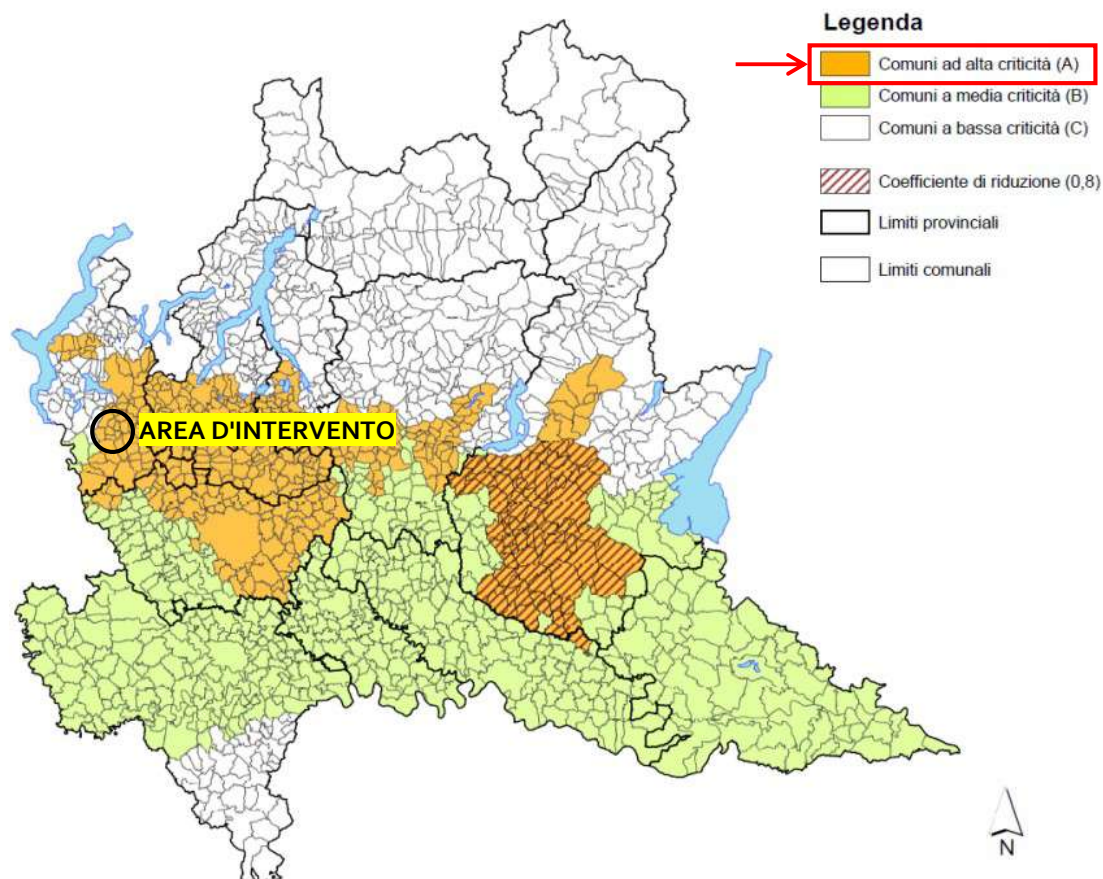 Legenda
Comuni ad alta criticità (A)
Comuni a media criticità (B)
Comuni a bassa criticità (C)
Coefficiente di riduzione (0,8)
Limiti provinciali
Limiti comunali
AREA D'INTERVENTO
N